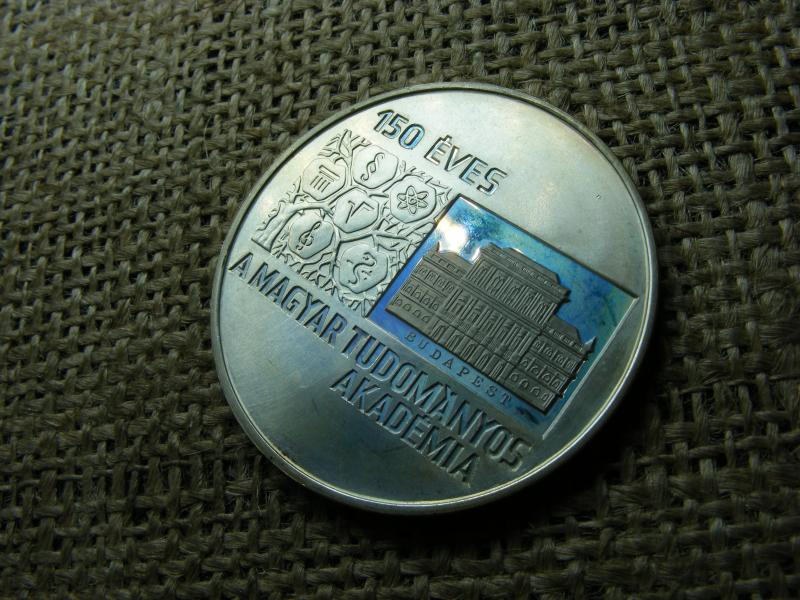 150 ÉVES
A MAGYAR TUDOMÁNYOS
AKADÉMIA
BUDAPEST